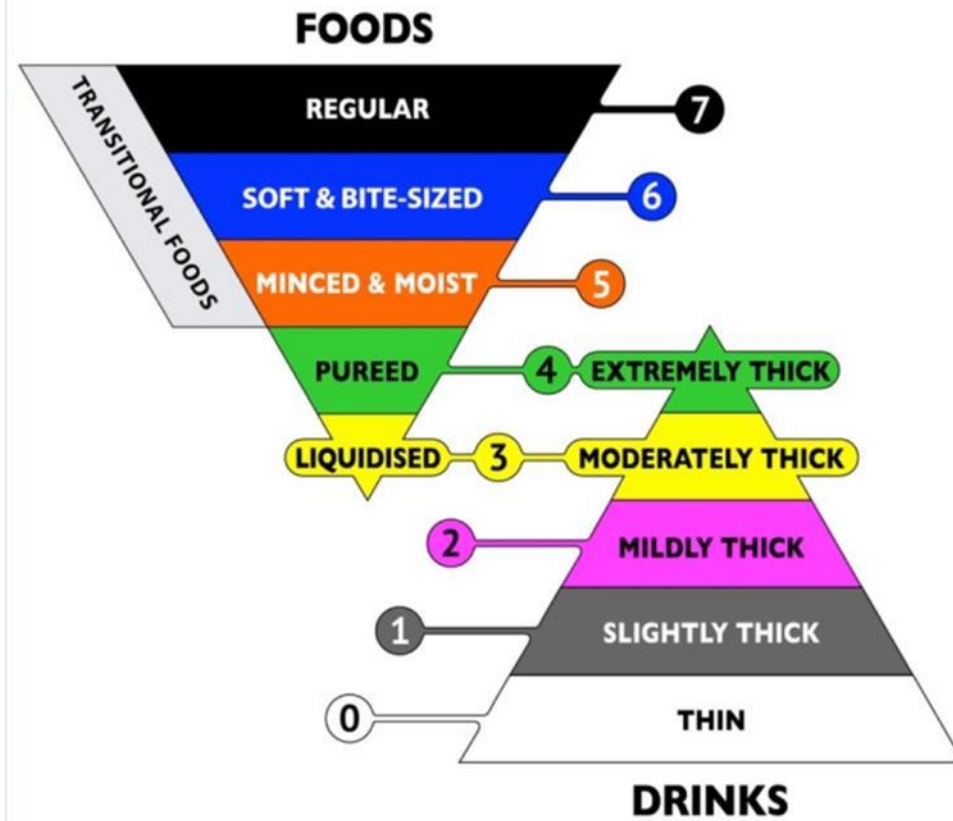 FOODS
TRANSITIONAL FOODS
REGULAR
7
SOFT & BITE-SIZED
6
MINCED & MOIST
5
PUREED
4
EXTREMELY THICK
LIQUIDISED
3
MODERATELY THICK
2
MILDLY THICK
1
SLIGHTLY THICK
0
THIN
DRINKS